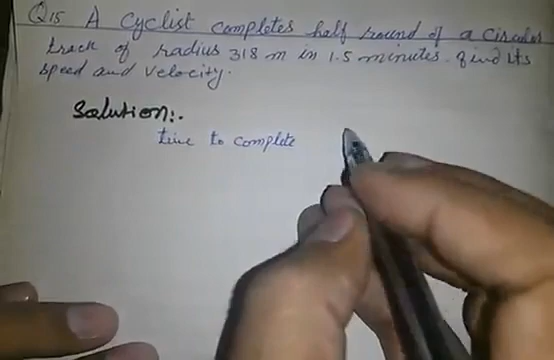 Q15 A Cyclist completes half round of a Circular
track of radius 318 m in 1.5 minutes. find its
speed and velocity.
Solution:.
time to complete